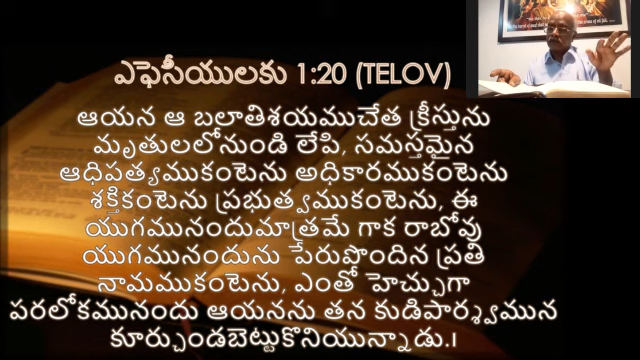 ఎఫెసీయులకు 1:20 (TELOV)
ఆయన ఆ బలాతిశయముచేత క్రీస్తును
మృతులలోనుండి లేపి, సమస్తమైన
ఆధిపత్యముకంటెను అధికారముకంటెను
శక్తికంటెను ప్రభుత్వముకంటెను, ఈ
యుగమునందుమాత్రమే గాక రాబోవు
యుగమునందును పేరుపొందిన ప్రతి
నామముకంటెను, ఎంతో హెచ్చుగా
పరలోకమునందు ఆయనను తన కుడిపార్శ్వమున
కూర్చుండబెట్టుకొనియున్నాడు.।